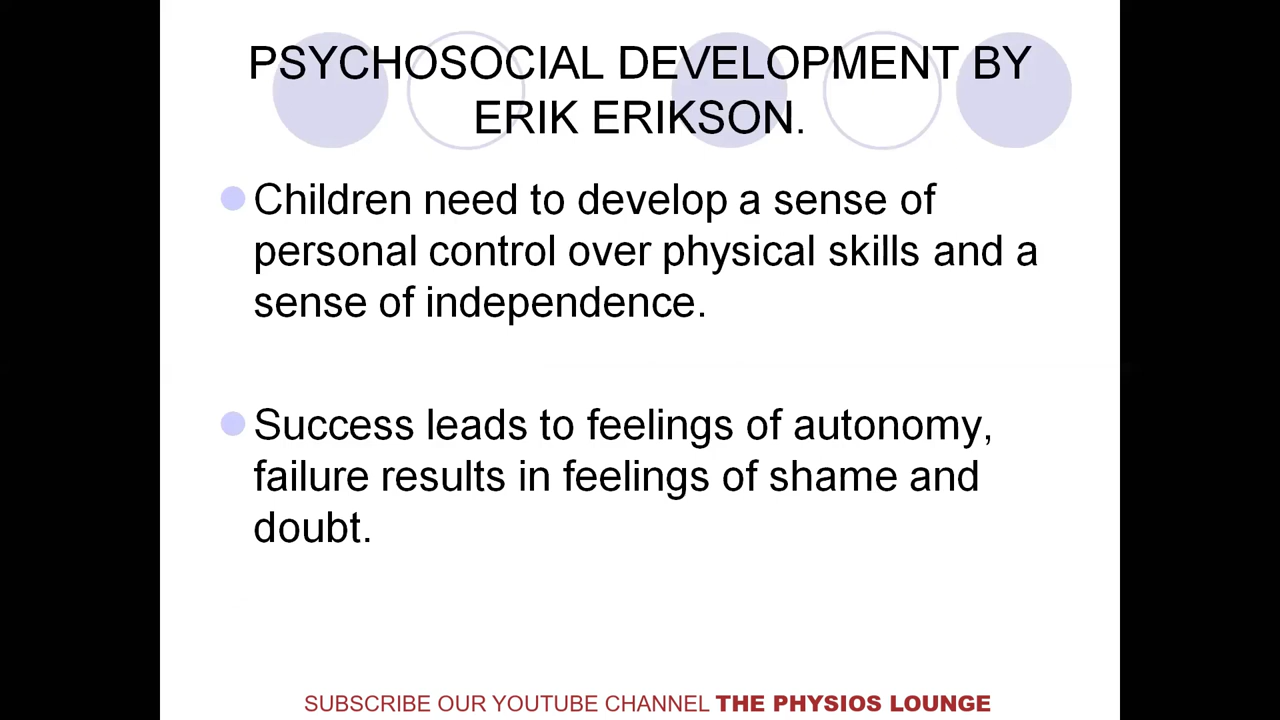 PSYCHOSOCIAL DEVELOPMENT BY
ERIK ERIKSON.
Children need to develop a sense of
personal control over physical skills and a
sense of independence.
Success leads to feelings of autonomy,
failure results in feelings of shame and
doubt.
SUBSCRIBE OUR YOUTUBE CHANNEL THE PHYSIOS LOUNGE